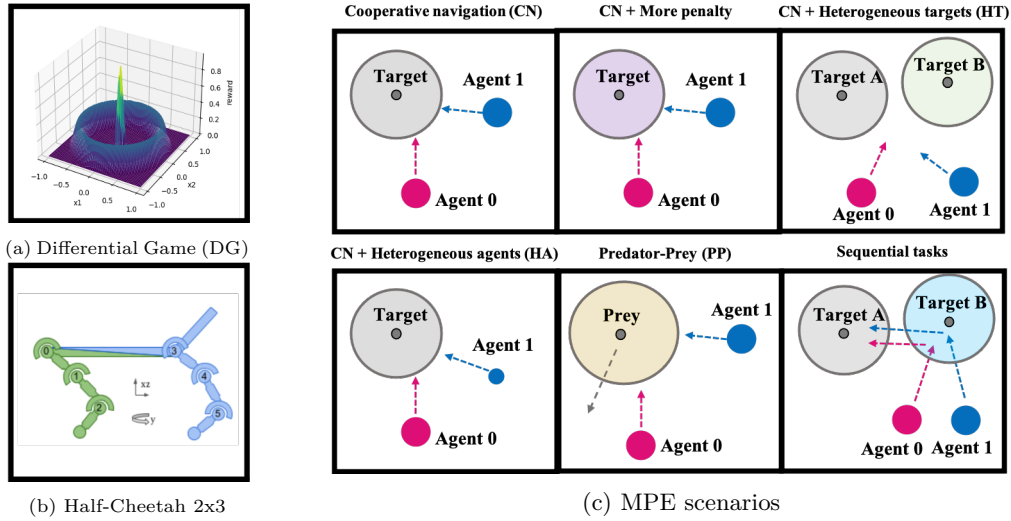 0.8
0.6
0.4
0.2
0.0
reward
-1.0
-0.5
0.0
0.5
1.0
x1
-1.0
-0.5
0.0
0.5
1.0
x2
(a) Differential Game (DG)
0
1
2
3
4
5
xz
y
(b) Half-Cheetah 2x3
Cooperative navigation (CN)
Target
Agent 1
Agent 0
CN + More penalty
Target
Agent 1
Agent 0
CN + Heterogeneous targets (HT)
Target A
Target B
Agent 0
Agent 1
CN + Heterogeneous agents (HA)
Target
Agent 1
Agent 0
Predator-Prey (PP)
Prey
Agent 1
Agent 0
Sequential tasks
Target A
Target B
Agent 0
Agent 1
(c) MPE scenarios